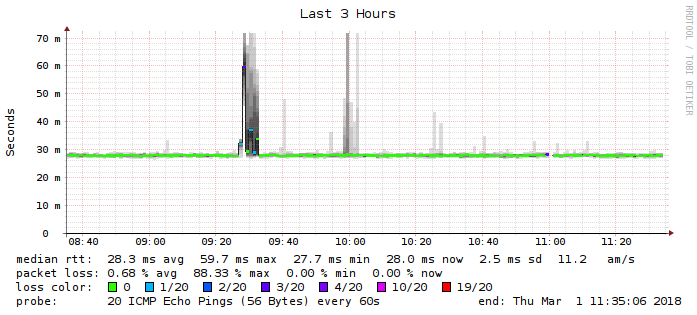 Last 3 Hours
RRDTOOL / TOBI OETIKER
Seconds
70 m
60 m
50 m
40 m
30 m
20 m
10 m
0
08:40 09:00 09:20 09:40 10:00 10:20 10:40 11:00 11:20
median rtt: 28.3 ms avg 59.7 ms max 27.7 ms min 28.0 ms now 2.5 ms sd 11.2 am/s
packet loss: 0.68 % avg 88.33 % max 0.00 % min 0.00 % now
loss color: 0 1/20 2/20 3/20 4/20 10/20 19/20
probe: 20 ICMP Echo Pings (56 Bytes) every 60s end: Thu Mar 1 11:35:06 2018